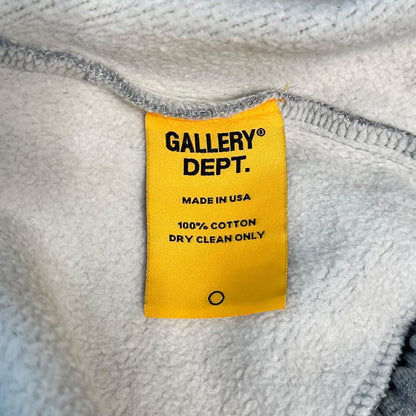 GALLERY®
DEPT.
MADE IN USA
100% COTTON
DRY CLEAN ONLY